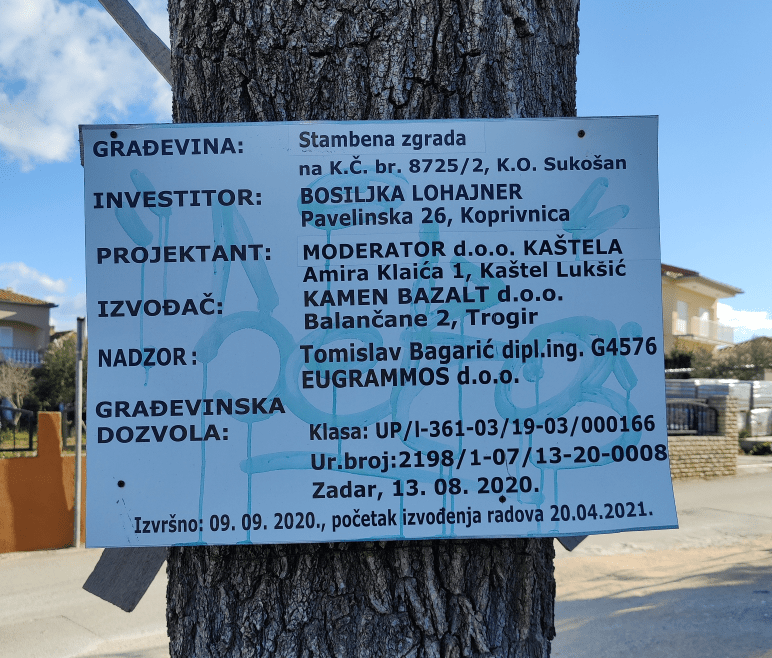 GRAĐEVINA: Stambena zgrada
na K.Č. br. 8725/2, K.O. Sukošan
INVESTITOR: BOSILJKA LOHAJNER
Pavelinska 26, Koprivnica
PROJEKTANT: MODERATOR d.o.o. KAŠTELA
Amira Klaića 1, Kaštel Lukšić
IZVOĐAČ: KAMEN BAZALT d.o.o.
Balančane 2, Trogir
NADZOR: Tomislav Bagarić dipl.ing. G4576
EUGRAMMOS d.o.o.
GRAĐEVINSKA
DOZVOLA: Klasa: UP/I-361-03/19-03/000166
Ur.broj:2198/1-07/13-20-0008
Zadar, 13. 08. 2020.
Izvršno: 09. 09. 2020., početak izvođenja radova 20.04.2021.